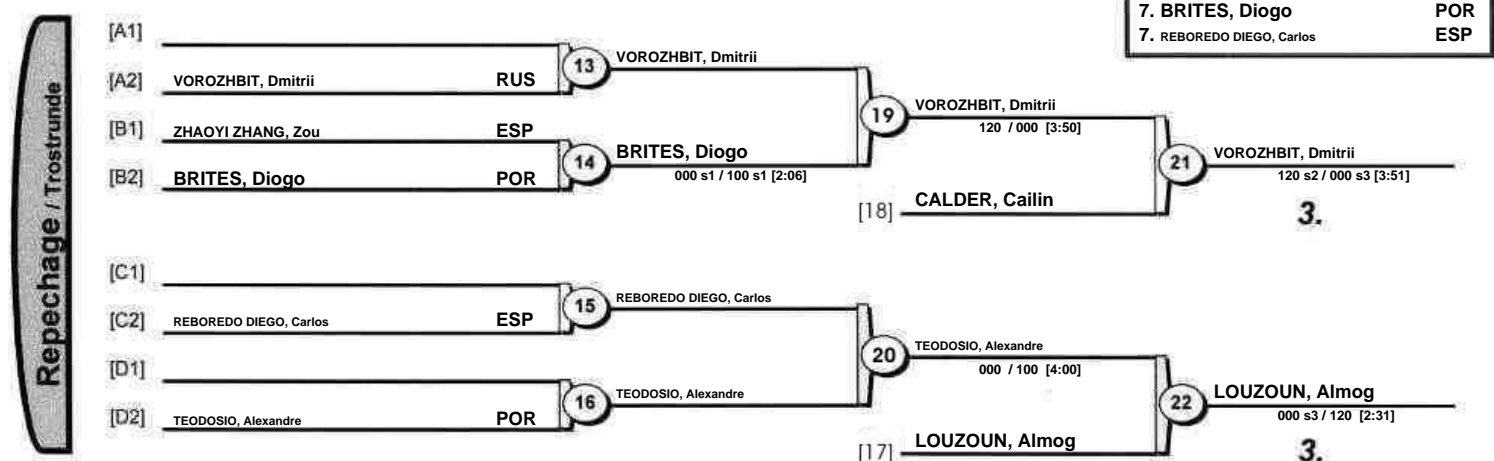 7. BRITES, Diogo POR
7. REBOREDO DIEGO, Carlos ESP
Repechage / Trostrunde
[A1]
[A2] VOROZHBIT, Dmitrii RUS
13
VOROZHBIT, Dmitrii
[B1] ZHAOYI ZHANG, Zou ESP
[B2] BRITES, Diogo POR
14
BRITES, Diogo
000 s1 / 100 s1 [2:06]
19
VOROZHBIT, Dmitrii
120 / 000 [3:50]
[18] CALDER, Cailin
21
VOROZHBIT, Dmitrii
120 s2 / 000 s3 [3:51]
3.
[C1]
[C2] REBOREDO DIEGO, Carlos ESP
15
REBOREDO DIEGO, Carlos
[D1]
[D2] TEODOSIO, Alexandre POR
16
TEODOSIO, Alexandre
20
TEODOSIO, Alexandre
000 / 100 [4:00]
[17] LOUZOUN, Almog
22
LOUZOUN, Almog
000 s3 / 120 [2:31]
3.